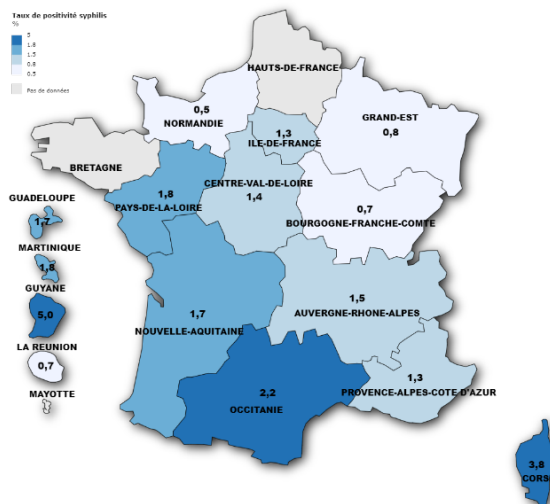 Taux de positivité syphilis
%
5
1.8
1.5
0.8
0.5
Pas de données
HAUTS-DE-FRANCE
0,5
NORMANDIE
GRAND-EST
0,8
1,3
ILE-DE-FRANCE
BRETAGNE
CENTRE-VAL-DE-LOIRE
1,4
1,8
PAYS-DE-LA-LOIRE
0,7
BOURGOGNE-FRANCHE-COMTE
GUADELOUPE
1,7
MARTINIQUE
1,8
GUYANE
5,0
LA REUNION
0,7
MAYOTTE
1,7
NOUVELLE-AQUITAINE
1,5
AUVERGNE-RHONE-ALPES
1,3
PROVENCE-ALPES-COTE-D'AZUR
2,2
OCCITANIE
3,8
CORS